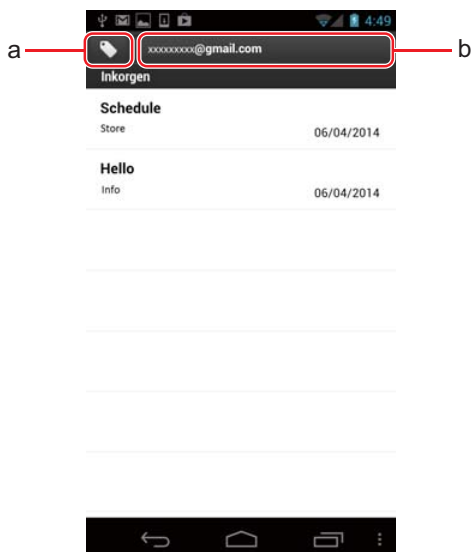 4:49
a
xxxxxxxxx@gmail.com
b
Inkorgen
Schedule
Store 06/04/2014
Hello
Info 06/04/2014